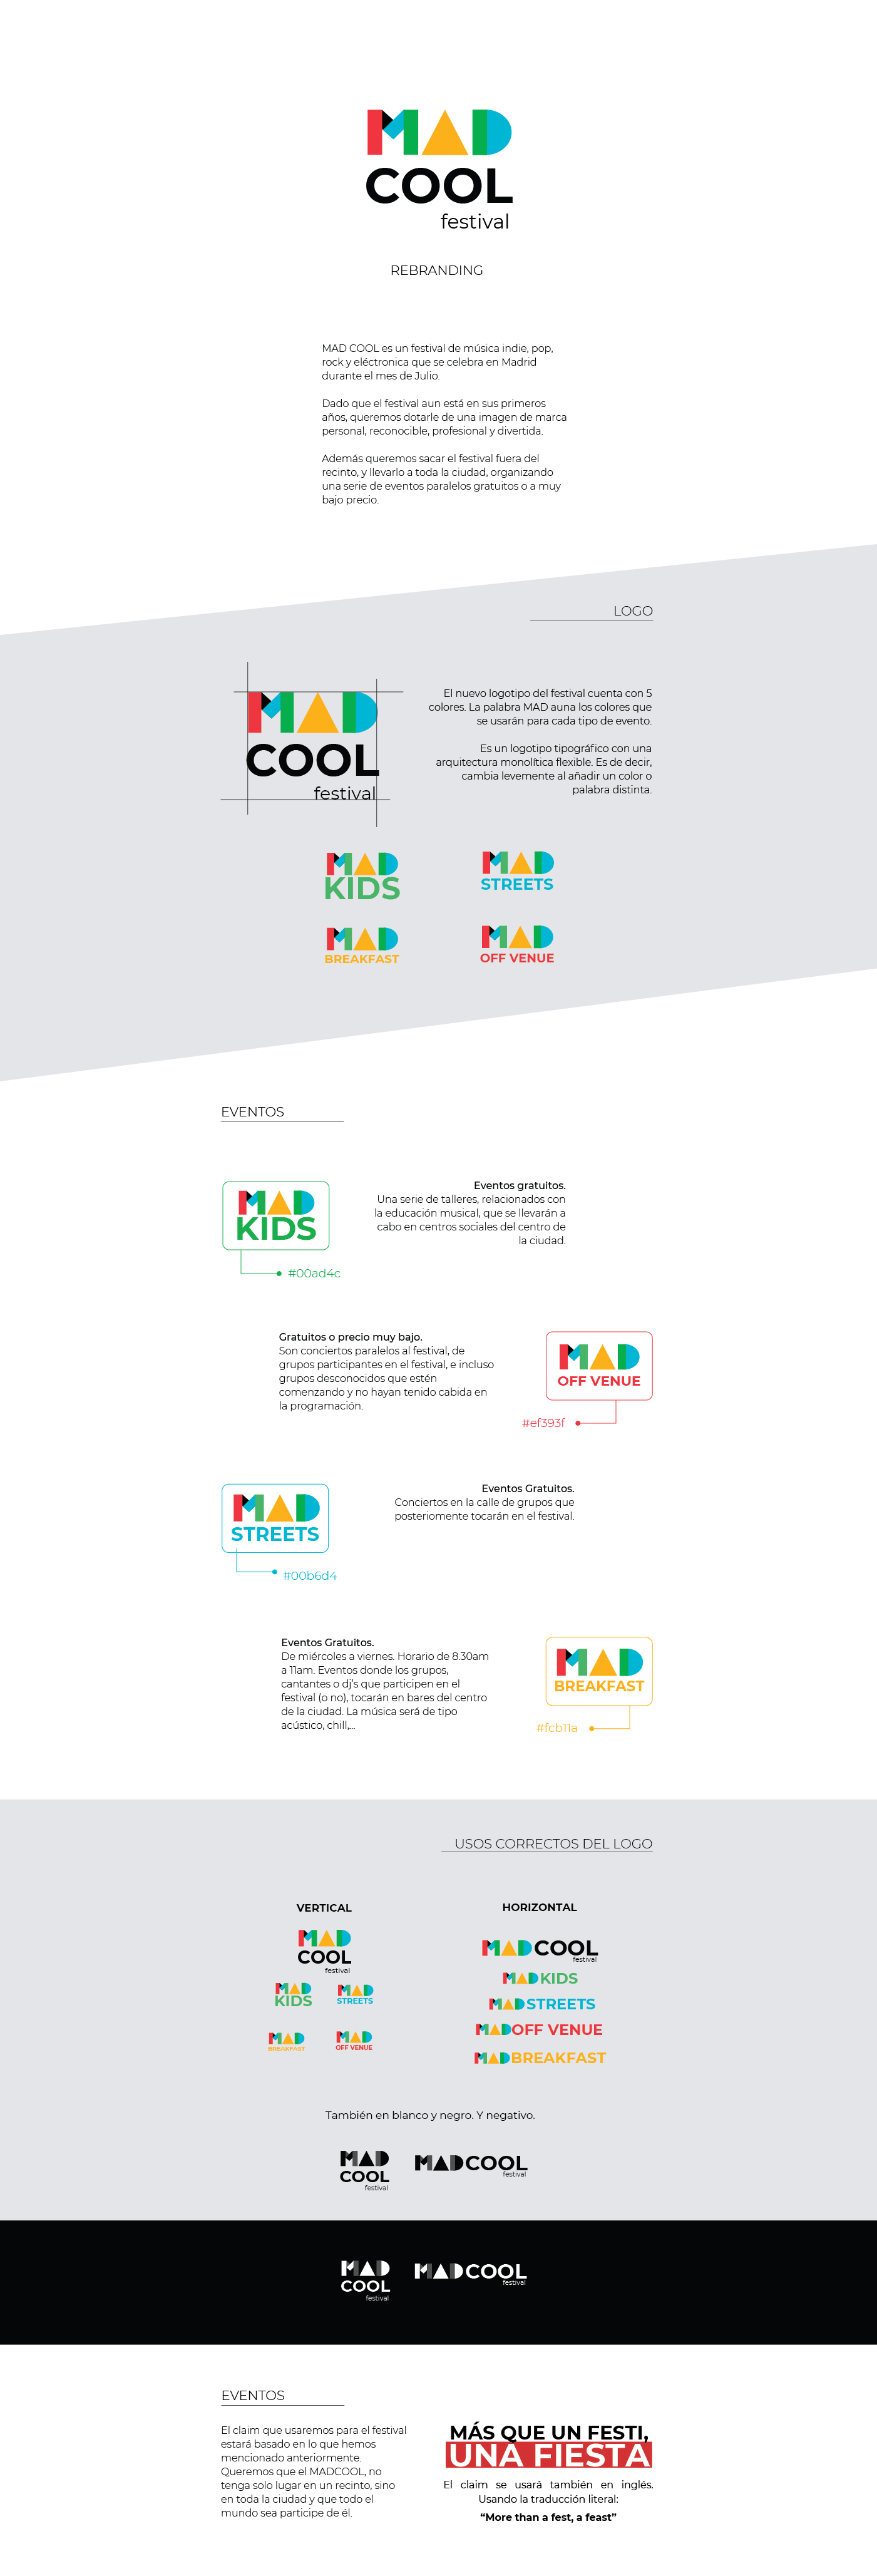 MAD
COOL
festival
REBRANDING
MAD COOL es un festival de música indie, pop,
rock y eléctronica que se celebra en Madrid
durante el mes de Julio.
Dado que el festival aun está en sus primeros
años, queremos dotarle de una imagen de marca
personal, reconocible, profesional y divertida.
Además queremos sacar el festival fuera del
recinto, y llevarlo a toda la ciudad, organizando
una serie de eventos paralelos gratuitos o a muy
bajo precio.
LOGO
MAD
COOL
festival
El nuevo logotipo del festival cuenta con 5
colores. La palabra MAD auna los colores que
se usarán para cada tipo de evento.
Es un logotipo tipográfico con una
arquitectura monolítica flexible. Es de decir,
cambia levemente al añadir un color o
palabra distinta.
MAD
KIDS
MAD
STREETS
MAD
BREAKFAST
MAD
OFF VENUE
EVENTOS
MAD
KIDS
#00ad4c
Eventos gratuitos.
Una serie de talleres, relacionados con
la educación musical, que se llevarán a
cabo en centros sociales del centro de
la ciudad.
Gratuitos o precio muy bajo.
Son conciertos paralelos al festival, de
grupos participantes en el festival, e incluso
grupos desconocidos que estén
comenzando y no hayan tenido cabida en
la programación.
MAD
OFF VENUE
#ef393f
MAD
STREETS
#00b6d4
Eventos Gratuitos.
Conciertos en la calle de grupos que
posteriomente tocarán en el festival.
Eventos Gratuitos.
De miércoles a viernes. Horario de 8.30am
a 11am. Eventos donde los grupos,
cantantes o dj's que participen en el
festival (o no), tocarán en bares del centro
de la ciudad. La música será de tipo
acústico, chill,...
MAD
BREAKFAST
#fcb11a
USOS CORRECTOS DEL LOGO
VERTICAL
MAD
COOL
festival
MAD
KIDS
MAD
STREETS
MAD
BREAKFAST
MAD
OFF VENUE
HORIZONTAL
MAD COOL
festival
MAD KIDS
MAD STREETS
MAD OFF VENUE
MAD BREAKFAST
También en blanco y negro. Y negativo.
MAD
COOL
festival
MAD COOL
festival
MAD
COOL
festival
MAD COOL
festival
EVENTOS
El claim que usaremos para el festival
estará basado en lo que hemos
mencionado anteriormente.
Queremos que el MADCOOL, no
tenga solo lugar en un recinto, sino
en toda la ciudad y que todo el
mundo sea participe de él.
MÁS QUE UN FESTI,
UNA FIESTA
El claim se usará también en inglés.
Usando la traducción literal:
“More than a fest, a feast”